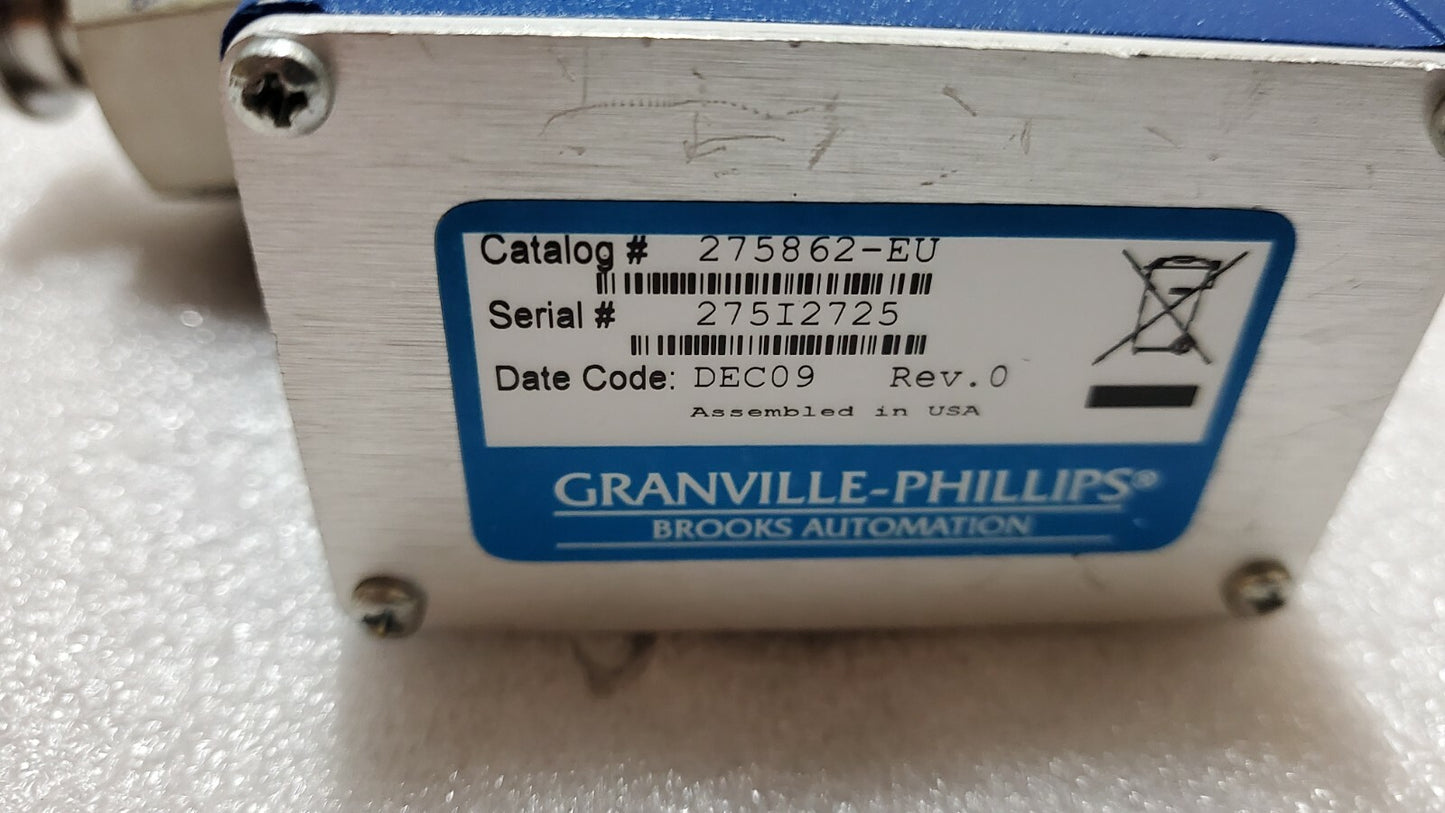 Catalog # 275862-EU
Serial # 275I2725
Date Code: DEC09 Rev.0
Assembled in USA
GRANVILLE-PHILLIPS®
BROOKS AUTOMATION